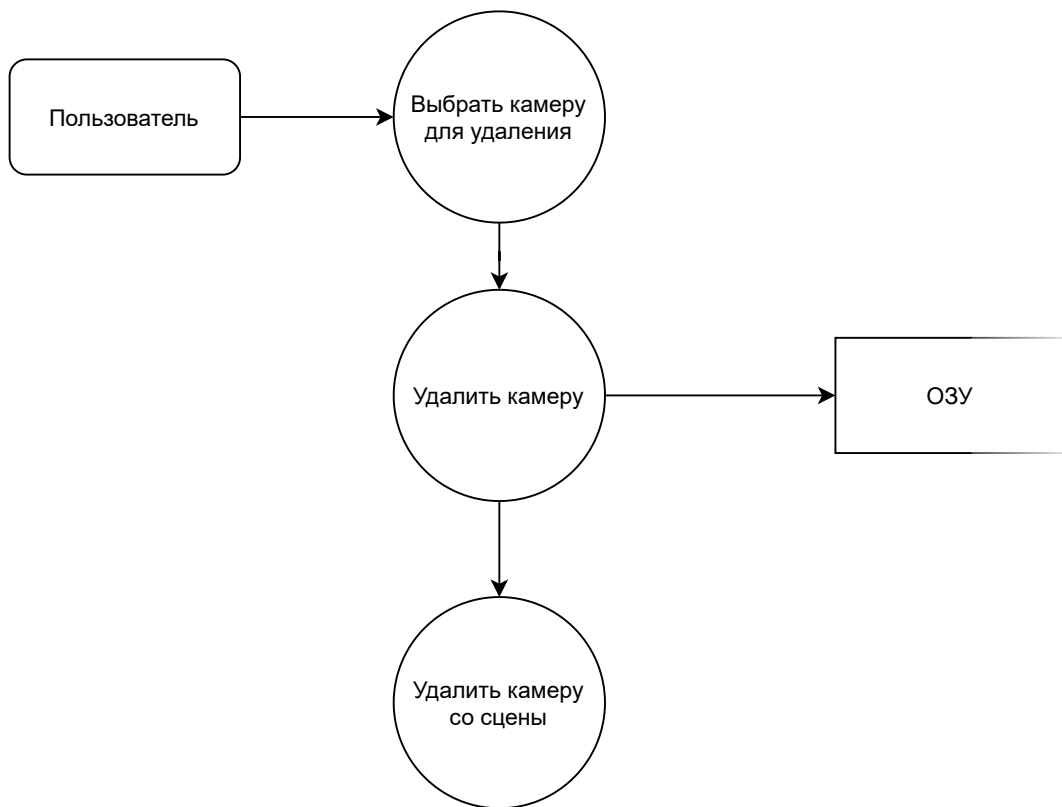 Пользователь
Выбрать камеру
для удаления
Удалить камеру
ОЗУ
Удалить камеру
со сцены